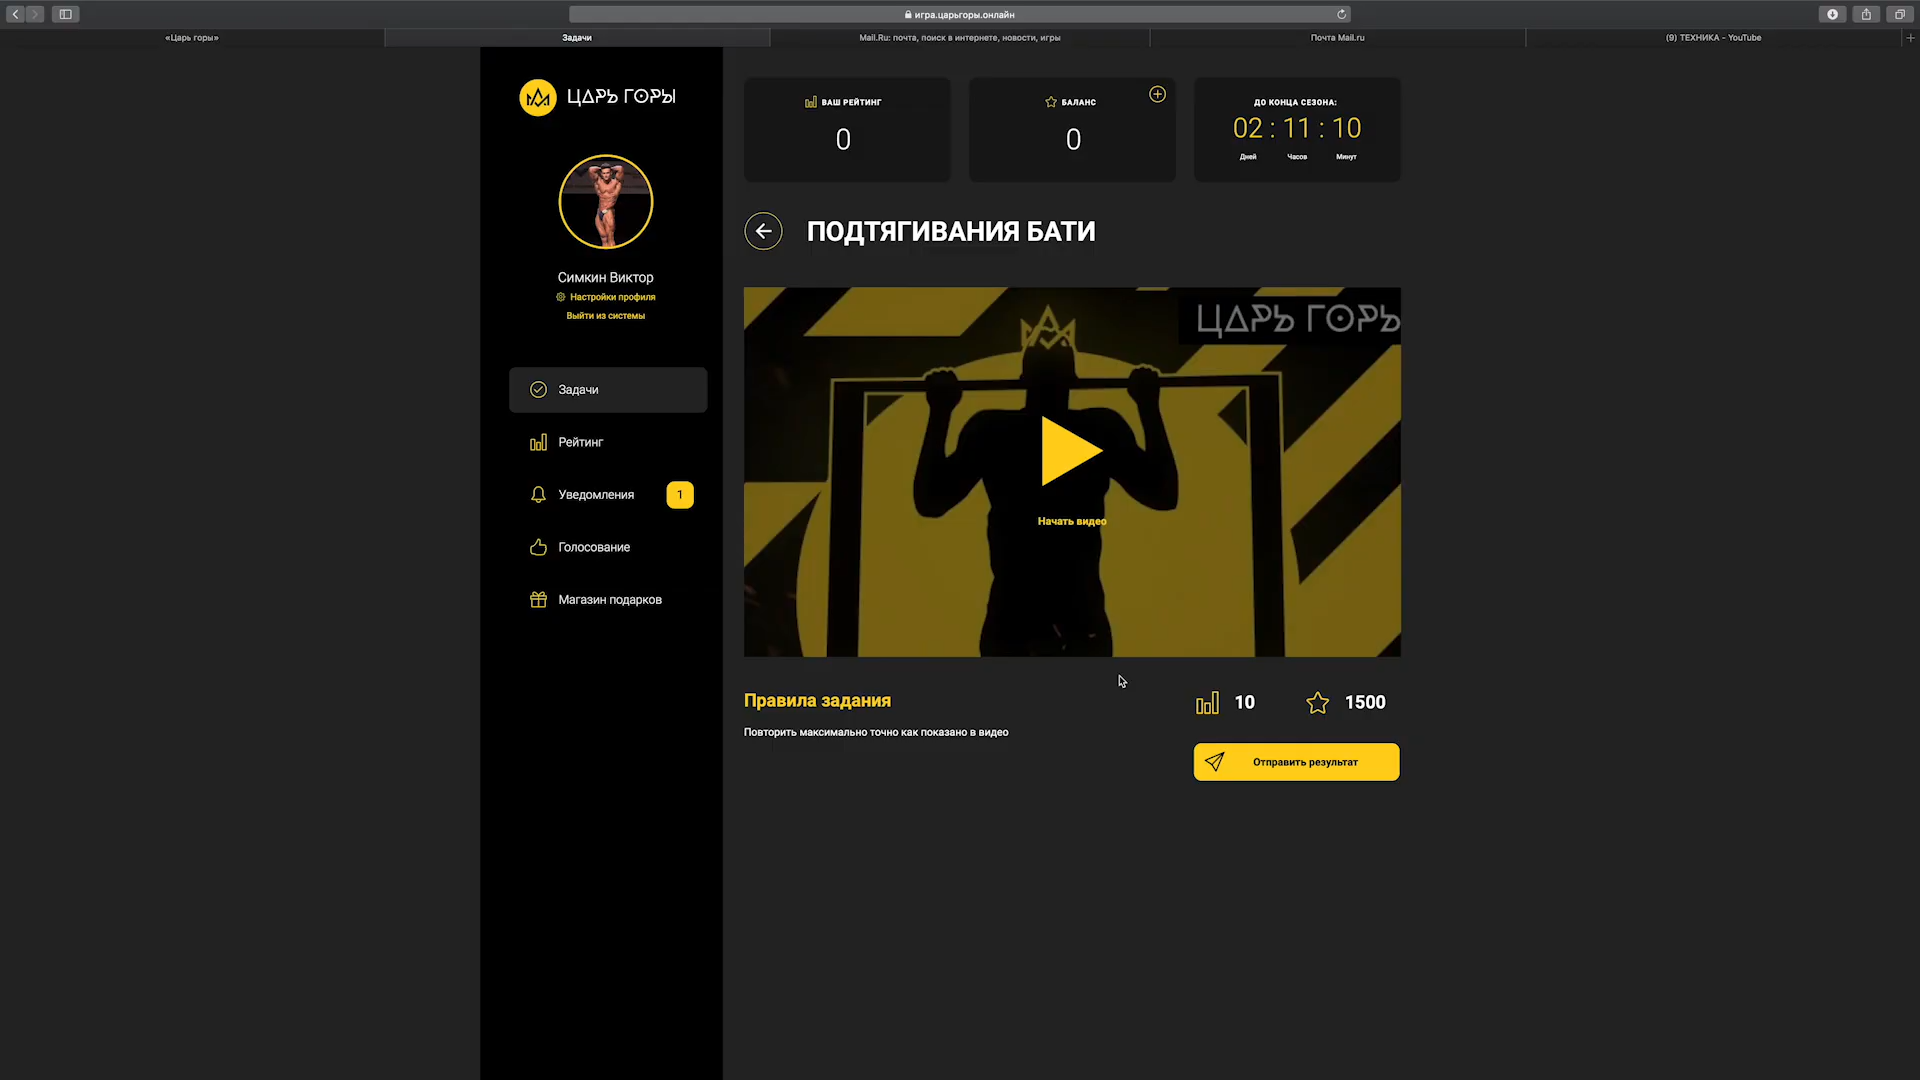 игра.царьгоры.онлайн
«Царь горы»
Задачи
Mail.Ru: почта, поиск в интернете, новости, игры
Почта Mail.ru
(9) ТЕХНИКА - YouTube
ЦАРЬ ГОРЫ
Симкин Виктор
Настройки профиля
Выйти из системы
Задачи
Рейтинг
Уведомления
1
Голосование
Магазин подарков
ВАШ РЕЙТИНГ
0
БАЛАНС
0
ДО КОНЦА СЕЗОНА:
02 : 11 : 10
Дней Часов Минут
ПОДТЯГИВАНИЯ БАТИ
ЦАРЬ ГОРЬ
Начать видео
Правила задания
10 1500
Повторить максимально точно как показано в видео
Отправить результат